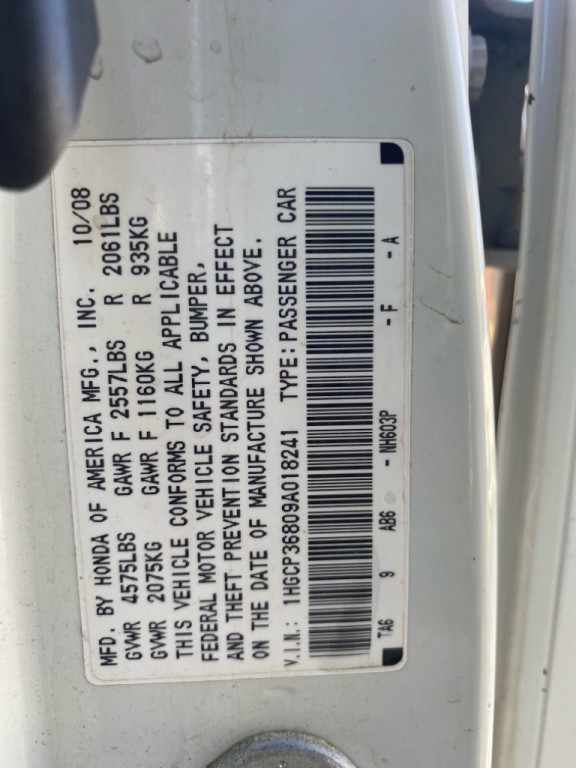 MFD. BY HONDA OF AMERICA MFG., INC. 10/08
GVWR 4575LBS GAWR F 2557LBS R 2061LBS
GVWR 2075KG GAWR F 1160KG R 935KG
THIS VEHICLE CONFORMS TO ALL APPLICABLE
FEDERAL MOTOR VEHICLE SAFETY, BUMPER,
AND THEFT PREVENTION STANDARDS IN EFFECT
ON THE DATE OF MANUFACTURE SHOWN ABOVE.
V.I.N.: 1HGCP36809A018241 TYPE: PASSENGER CAR
TA6 9 AB6 - NH603P - F - A